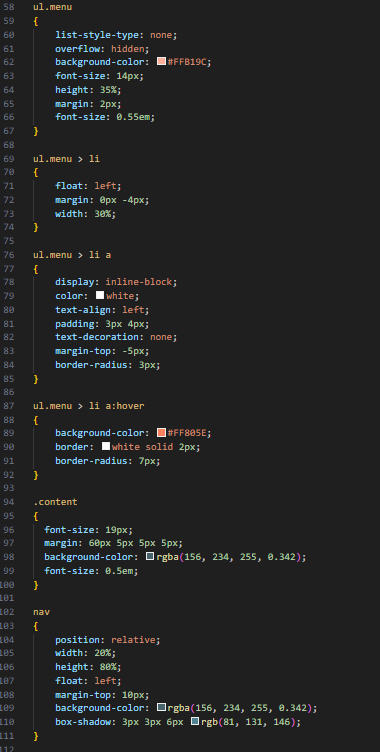 58 ul.menu
59 {
60 list-style-type: none;
61 overflow: hidden;
62 background-color: #FFB19C;
63 font-size: 14px;
64 height: 35%;
65 margin: 2px;
66 font-size: 0.55em;
67 }
68
69 ul.menu > li
70 {
71 float: left;
72 margin: 0px -4px;
73 width: 30%;
74 }
75
76 ul.menu > li a
77 {
78 display: inline-block;
79 color: white;
80 text-align: left;
81 padding: 3px 4px;
82 text-decoration: none;
83 margin-top: -5px;
84 border-radius: 3px;
85 }
86
87 ul.menu > li a:hover
88 {
89 background-color: #FF805E;
90 border: white solid 2px;
91 border-radius: 7px;
92 }
93
94 .content
95 {
96 font-size: 19px;
97 margin: 60px 5px 5px 5px;
98 background-color: rgba(156, 234, 255, 0.342);
99 font-size: 0.5em;
100 }
101
102 nav
103 {
104 position: relative;
105 width: 20%;
106 height: 80%;
107 float: left;
108 margin-top: 10px;
109 background-color: rgba(156, 234, 255, 0.342);
110 box-shadow: 3px 3px 6px rgb(81, 131, 146);
111 }
112